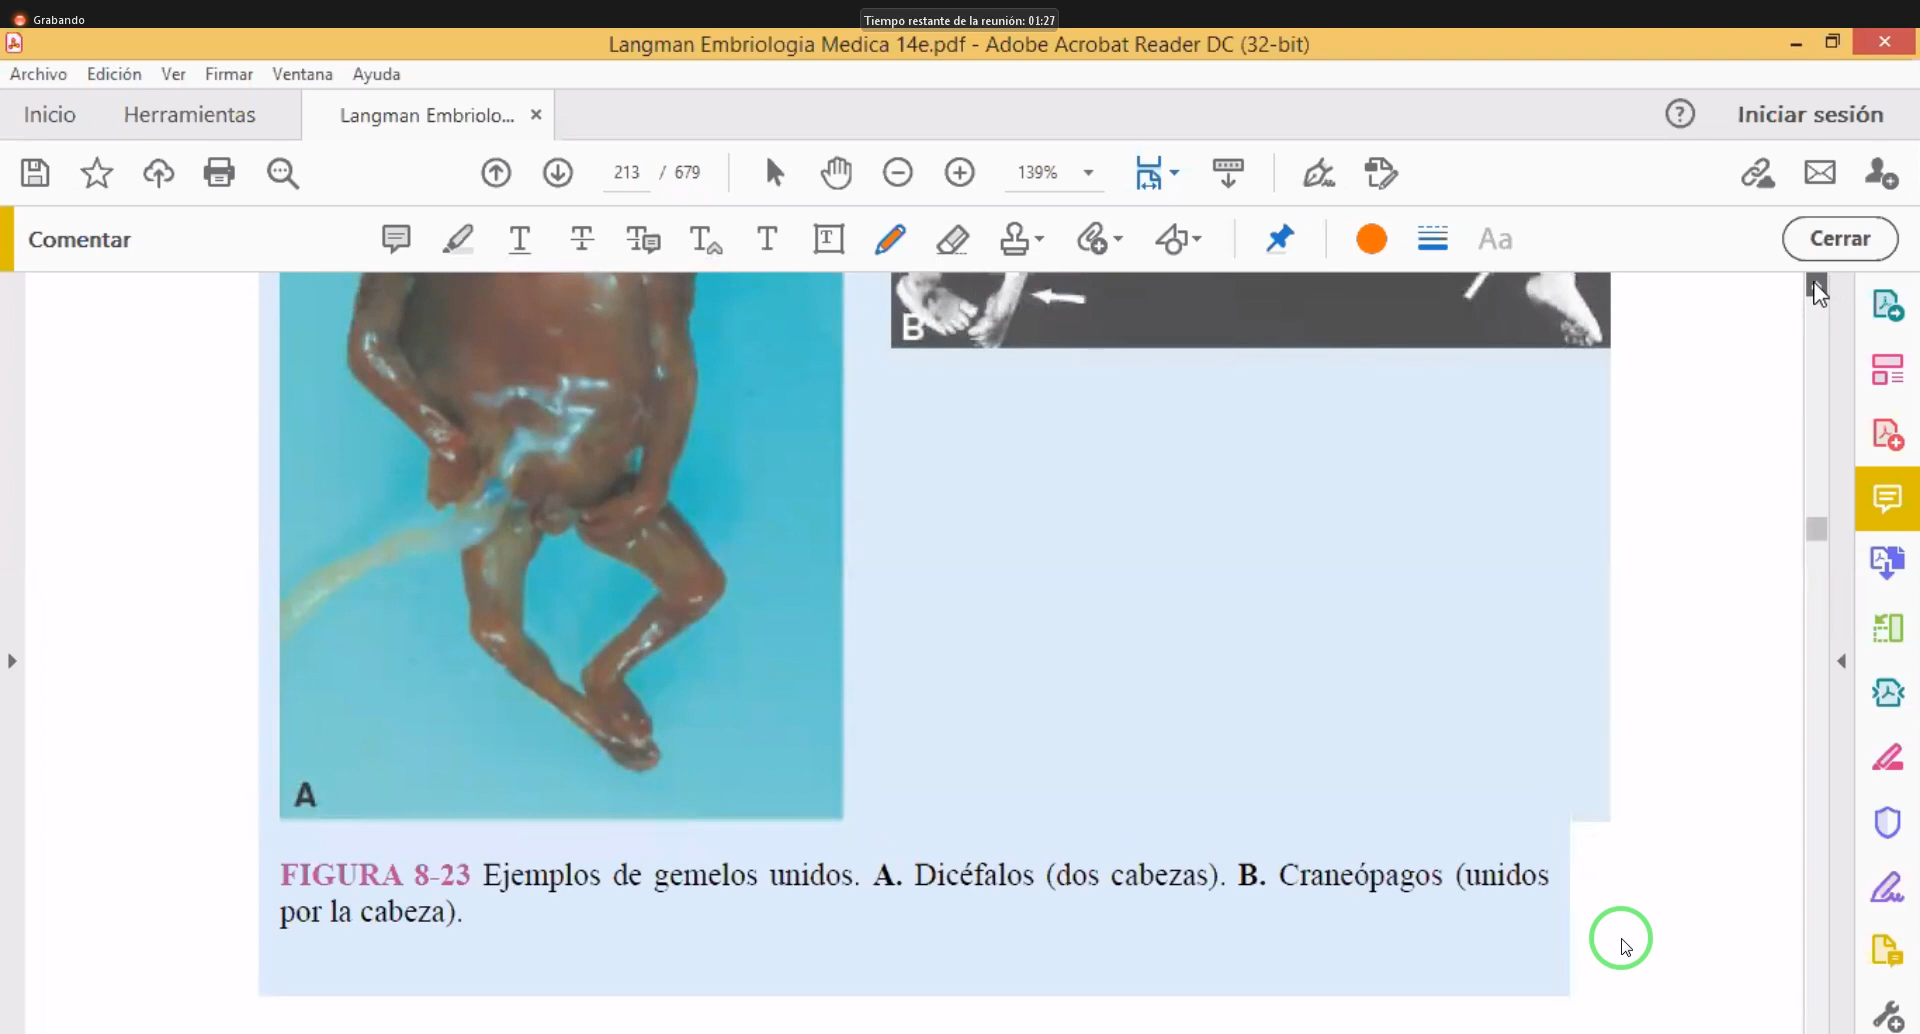 Grabando
Tiempo restante de la reunión: 01:27
Langman Embriologia Medica 14e.pdf - Adobe Acrobat Reader DC (32-bit)
Archivo Edición Ver Firmar Ventana Ayuda
Inicio Herramientas Langman Embriolo... Iniciar sesión
213 / 679 139%
Comentar Aa Cerrar
B
A
FIGURA 8-23 Ejemplos de gemelos unidos. A. Dicéfalos (dos cabezas). B. Craneópagos (unidos
por la cabeza).